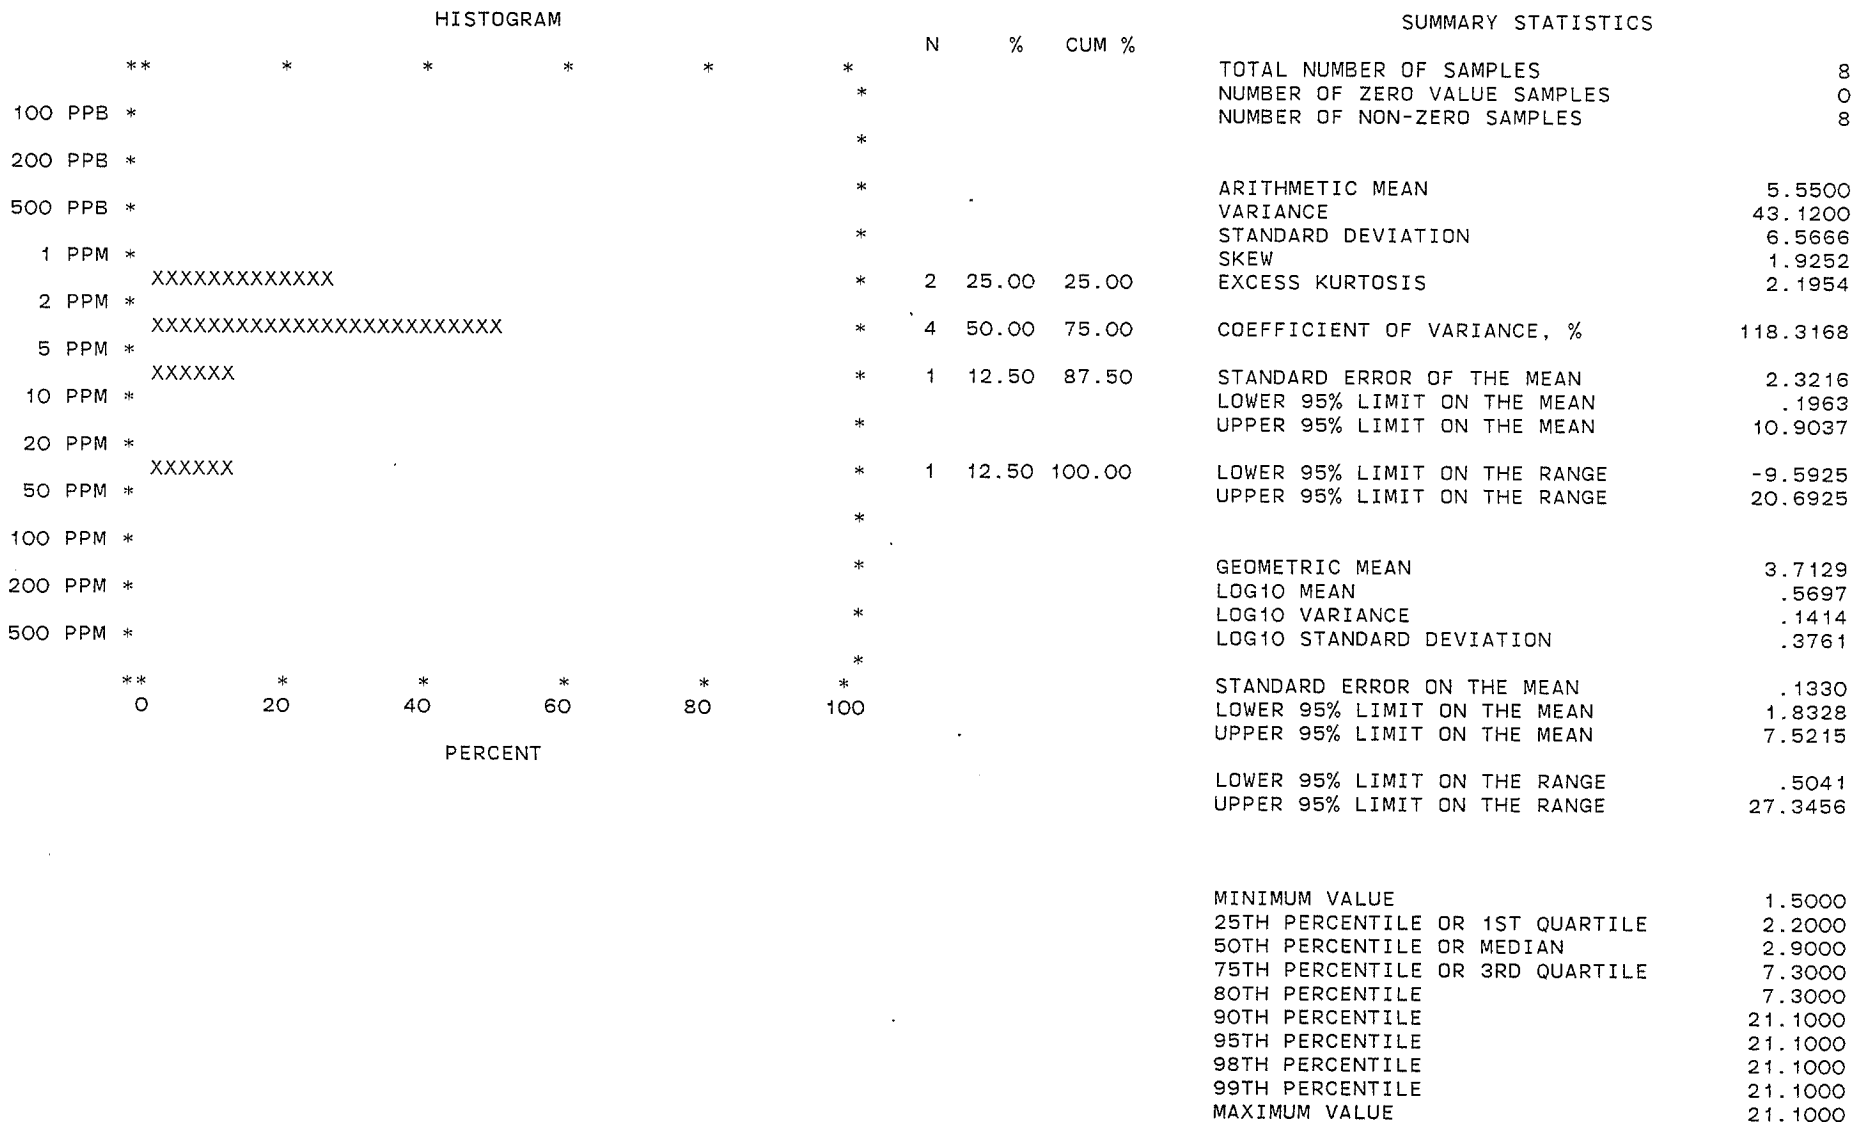 HISTOGRAM
N % CUM %
** * * * * *
*
100 PPB *
*
200 PPB *
*
500 PPB *
*
1 PPM *
XXXXXXXXXXXXX * 2 25.00 25.00
2 PPM *
XXXXXXXXXXXXXXXXXXXXXXXXX * 4 50.00 75.00
5 PPM *
XXXXXX * 1 12.50 87.50
10 PPM *
*
20 PPM *
XXXXXX * 1 12.50 100.00
50 PPM *
*
100 PPM *
*
200 PPM *
*
500 PPM *
*
** * * * * *
0 20 40 60 80 100
PERCENT
SUMMARY STATISTICS
TOTAL NUMBER OF SAMPLES 8
NUMBER OF ZERO VALUE SAMPLES 0
NUMBER OF NON-ZERO SAMPLES 8
ARITHMETIC MEAN 5.5500
VARIANCE 43.1200
STANDARD DEVIATION 6.5666
SKEW 1.9252
EXCESS KURTOSIS 2.1954
COEFFICIENT OF VARIANCE, % 118.3168
STANDARD ERROR OF THE MEAN 2.3216
LOWER 95% LIMIT ON THE MEAN .1963
UPPER 95% LIMIT ON THE MEAN 10.9037
LOWER 95% LIMIT ON THE RANGE -9.5925
UPPER 95% LIMIT ON THE RANGE 20.6925
GEOMETRIC MEAN 3.7129
LOG10 MEAN .5697
LOG10 VARIANCE .1414
LOG10 STANDARD DEVIATION .3761
STANDARD ERROR ON THE MEAN .1330
LOWER 95% LIMIT ON THE MEAN 1.8328
UPPER 95% LIMIT ON THE MEAN 7.5215
LOWER 95% LIMIT ON THE RANGE .5041
UPPER 95% LIMIT ON THE RANGE 27.3456
MINIMUM VALUE 1.5000
25TH PERCENTILE OR 1ST QUARTILE 2.2000
50TH PERCENTILE OR MEDIAN 2.9000
75TH PERCENTILE OR 3RD QUARTILE 7.3000
80TH PERCENTILE 7.3000
90TH PERCENTILE 21.1000
95TH PERCENTILE 21.1000
98TH PERCENTILE 21.1000
99TH PERCENTILE 21.1000
MAXIMUM VALUE 21.1000